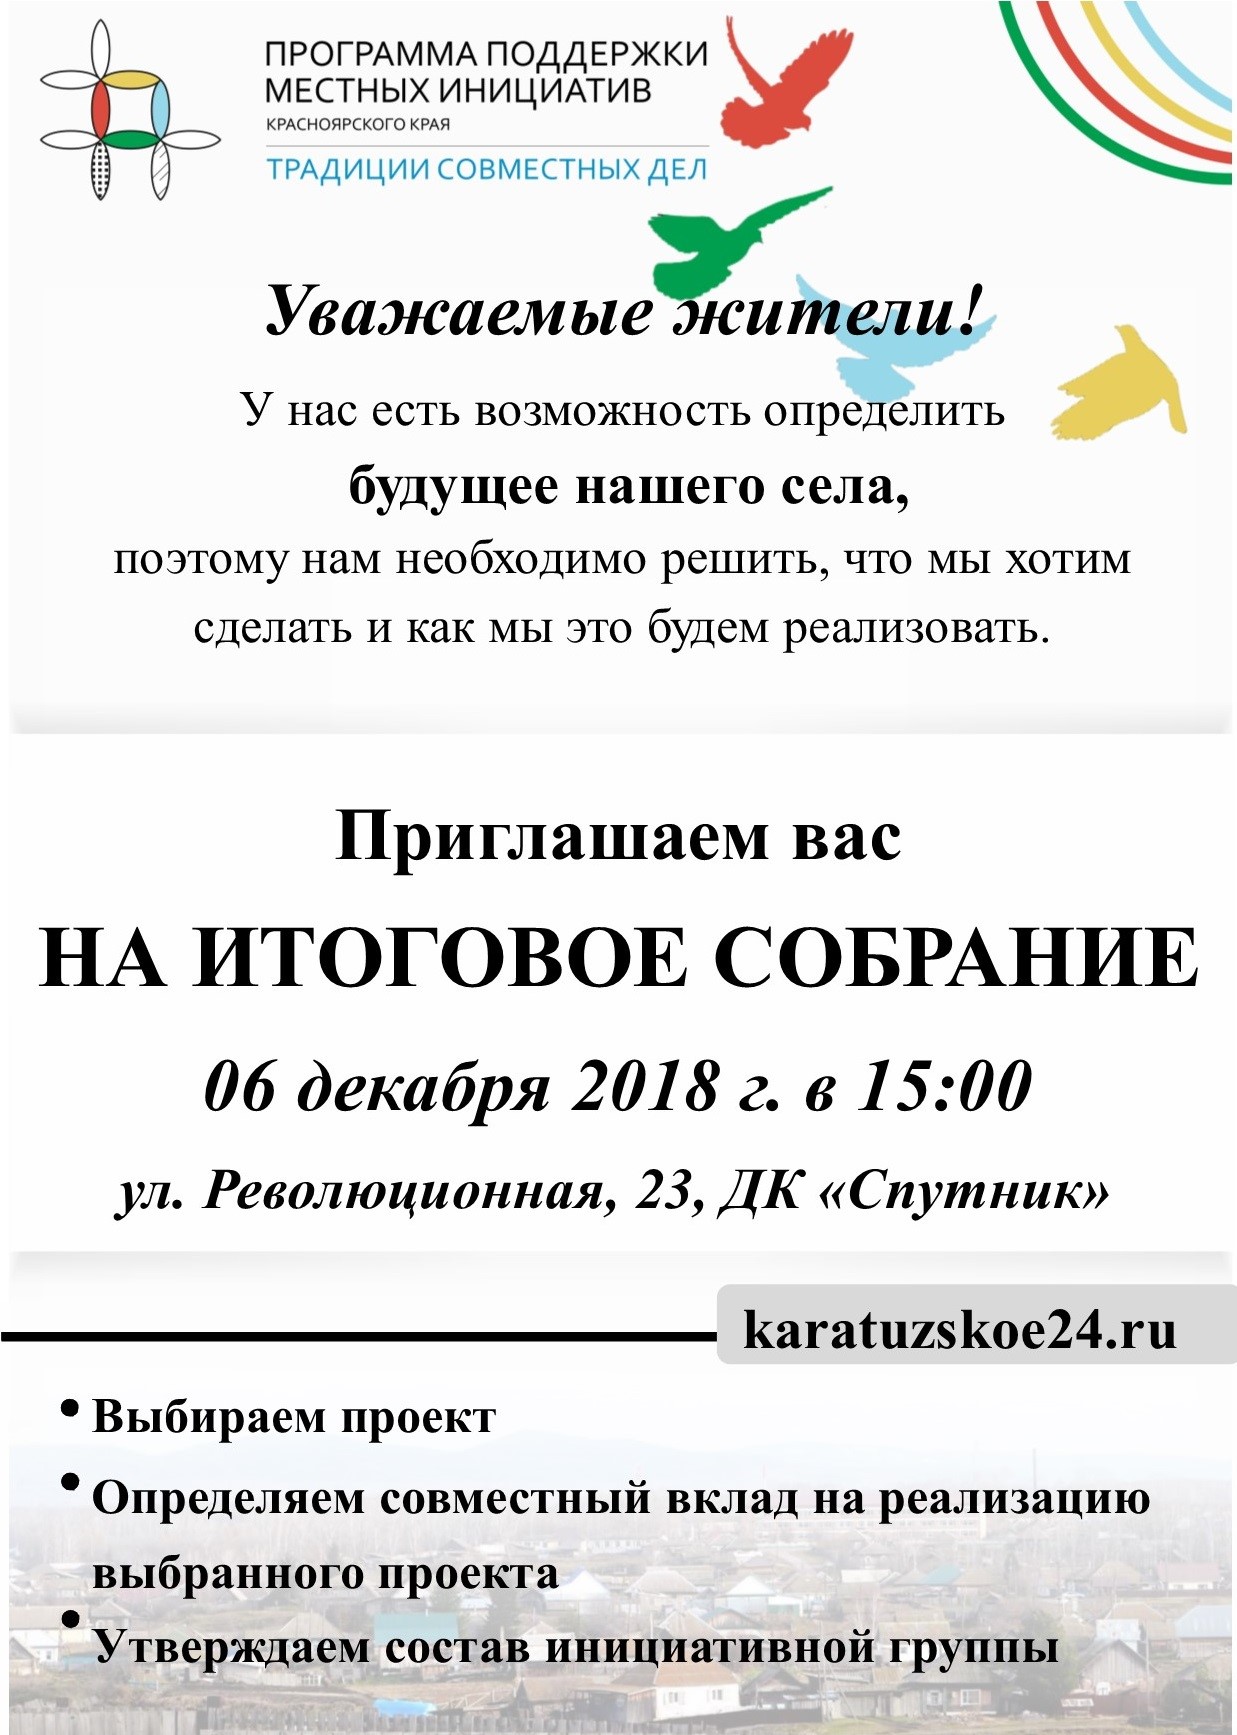 ПРОГРАММА ПОДДЕРЖКИ
МЕСТНЫХ ИНИЦИАТИВ
КРАСНОЯРСКОГО КРАЯ
ТРАДИЦИИ СОВМЕСТНЫХ ДЕЛ
Уважаемые жители!
У нас есть возможность определить
будущее нашего села,
поэтому нам необходимо решить, что мы хотим
сделать и как мы это будем реализовать.
Приглашаем вас
НА ИТОГОВОЕ СОБРАНИЕ
06 декабря 2018 г. в 15:00
ул. Революционная, 23, ДК «Спутник»
karatuzskoe24.ru
• Выбираем проект
• Определяем совместный вклад на реализацию
выбранного проекта
• Утверждаем состав инициативной группы